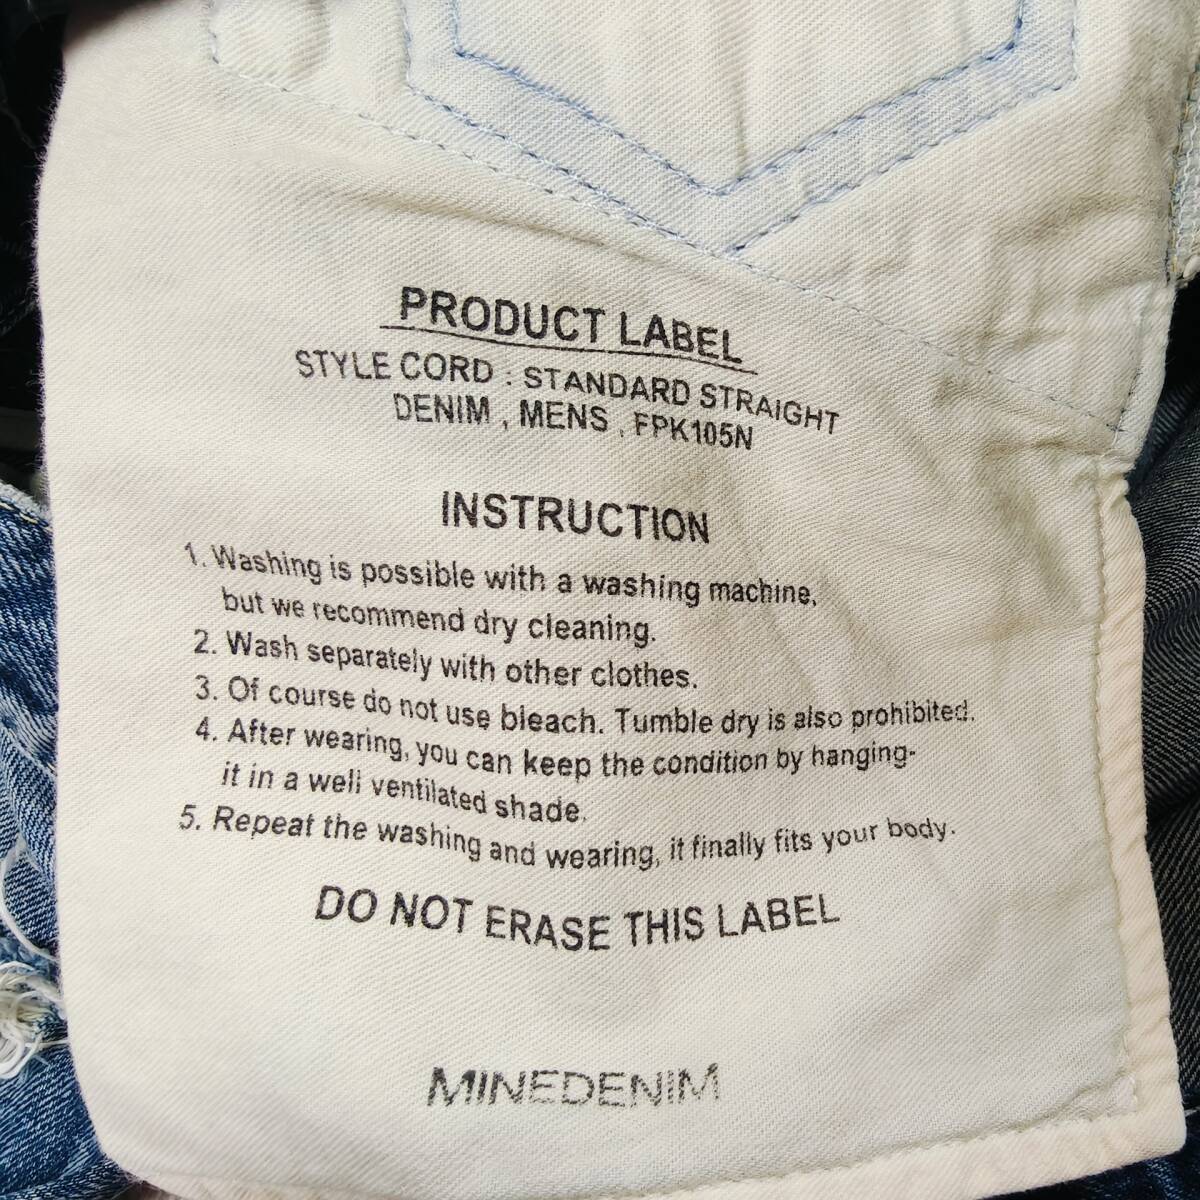 PRODUCT LABEL
STYLE CORD : STANDARD STRAIGHT
DENIM , MENS , FPK105N
INSTRUCTION
1. Washing is possible with a washing machine,
but we recommend dry cleaning.
2. Wash separately with other clothes.
3. Of course do not use bleach. Tumble dry is also prohibited.
4. After wearing, you can keep the condition by hanging-
it in a well ventilated shade.
5. Repeat the washing and wearing, it finally fits your body.
DO NOT ERASE THIS LABEL
MINEDENIM